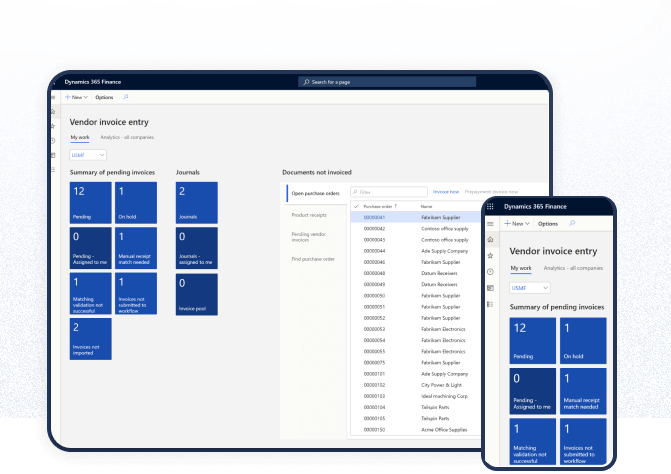 Dynamics 365 Finance
Search for a page
New
Options
Vendor invoice entry
My work Analytics - all companies
USMF
Summary of pending invoices
12
Pending
1
On hold
0
Pending -
Assigned to me
1
Manual receipt
match needed
1
Matching
validation not
successful
1
Invoices not
submitted to
workflow
2
Invoices not
imported
Journals
2
Journals
0
Journals -
assigned to me
0
Invoice pool
Documents not invoiced
Open purchase orders
Product receipts
Pending vendor
invoices
Find purchase order
Filter
Invoice now Prepayment invoice now
Purchase order Name
00000041 Fabrikam Supplier
00000042 Contoso office supply
00000043 Contoso office supply
00000044 Ade Supply Company
00000046 Fabrikam Supplier
00000048 Datum Receivers
00000049 Datum Receivers
00000050 Fabrikam Supplier
00000051 Fabrikam Supplier
00000052 Fabrikam Supplier
00000053 Fabrikam Electronics
00000054 Fabrikam Electronics
00000055 Fabrikam Electronics
00000075 Fabrikam Supplier
00000101 Ade Supply Company
00000102 City Power & Light
00000103 Ideal machining Corp
00000104 Tailspin Parts
00000105 Tailspin Parts
00000150 Acme Office Supplies
Dynamics 365 Finance
New
Options
Vendor invoice entry
My work Analytics - all companies
USMF
Summary of pending invoices
12
Pending
1
On hold
0
Pending -
Assigned to me
1
Manual receipt
match needed
1
Matching
validation not
successful
1
Invoices not
submitted to
workflow